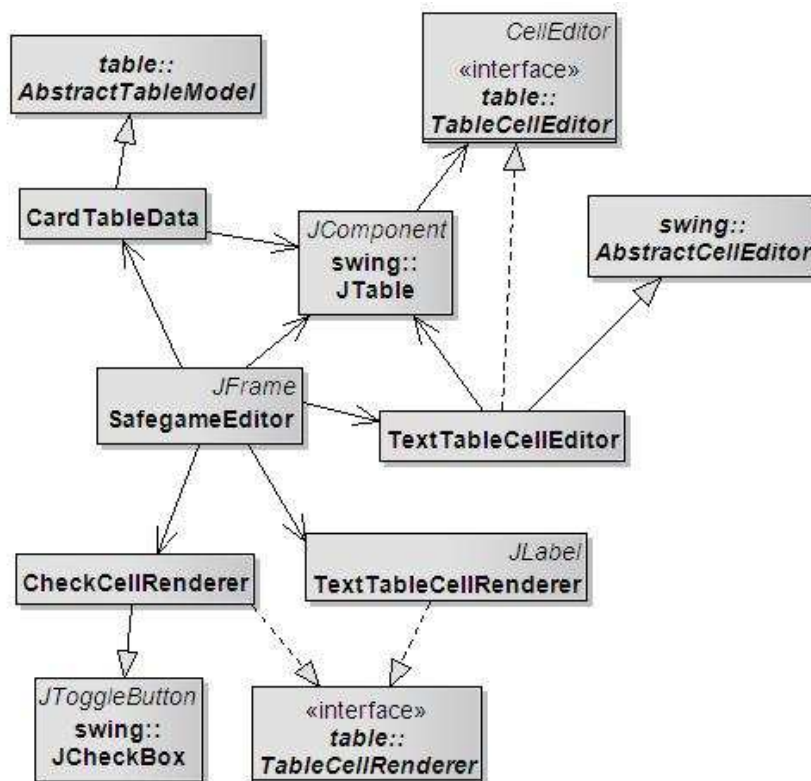 table::
AbstractTableModel
CellEditor
«interface»
table::
TableCellEditor
CardTableData
JComponent
swing::
JTable
swing::
AbstractCellEditor
JFrame
SafegameEditor
TextTableCellEditor
CheckCellRenderer
JLabel
TextTableCellRenderer
JToggleButton
swing::
JCheckBox
«interface»
table::
TableCellRenderer